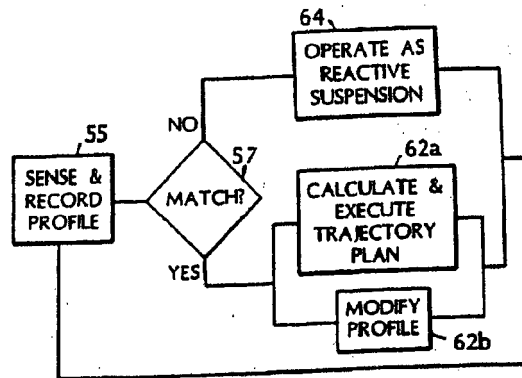 64
OPERATE AS
REACTIVE
SUSPENSION
55
SENSE &
RECORD
PROFILE
NO
57
MATCH?
YES
62a
CALCULATE &
EXECUTE
TRAJECTORY
PLAN
MODIFY
PROFILE
62b